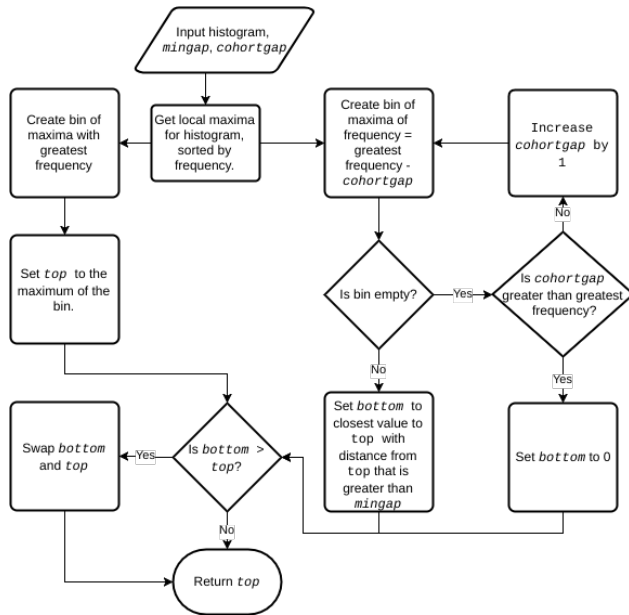 Input histogram,
mingap, cohortgap
Create bin of
maxima with
greatest
frequency
Get local maxima
for histogram,
sorted by
frequency.
Create bin of
maxima of
frequency =
greatest
frequency -
cohortgap
Increase
cohortgap by
1
No
Set top to the
maximum of the
bin.
Is bin empty?
Yes
Is cohortgap
greater than greatest
frequency?
No
Yes
Swap bottom
and top
Yes
Is bottom >
top?
Set bottom to
closest value to
top with
distance from
top that is
greater than
mingap
Set bottom to 0
No
Return top